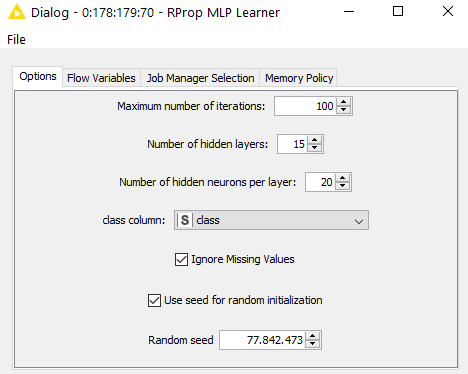 Dialog - 0:178:179:70 - RProp MLP Learner
File
Options Flow Variables Job Manager Selection Memory Policy
Maximum number of iterations: 100
Number of hidden layers: 15
Number of hidden neurons per layer: 20
class column: S class
Ignore Missing Values
Use seed for random initialization
Random seed 77.842.473